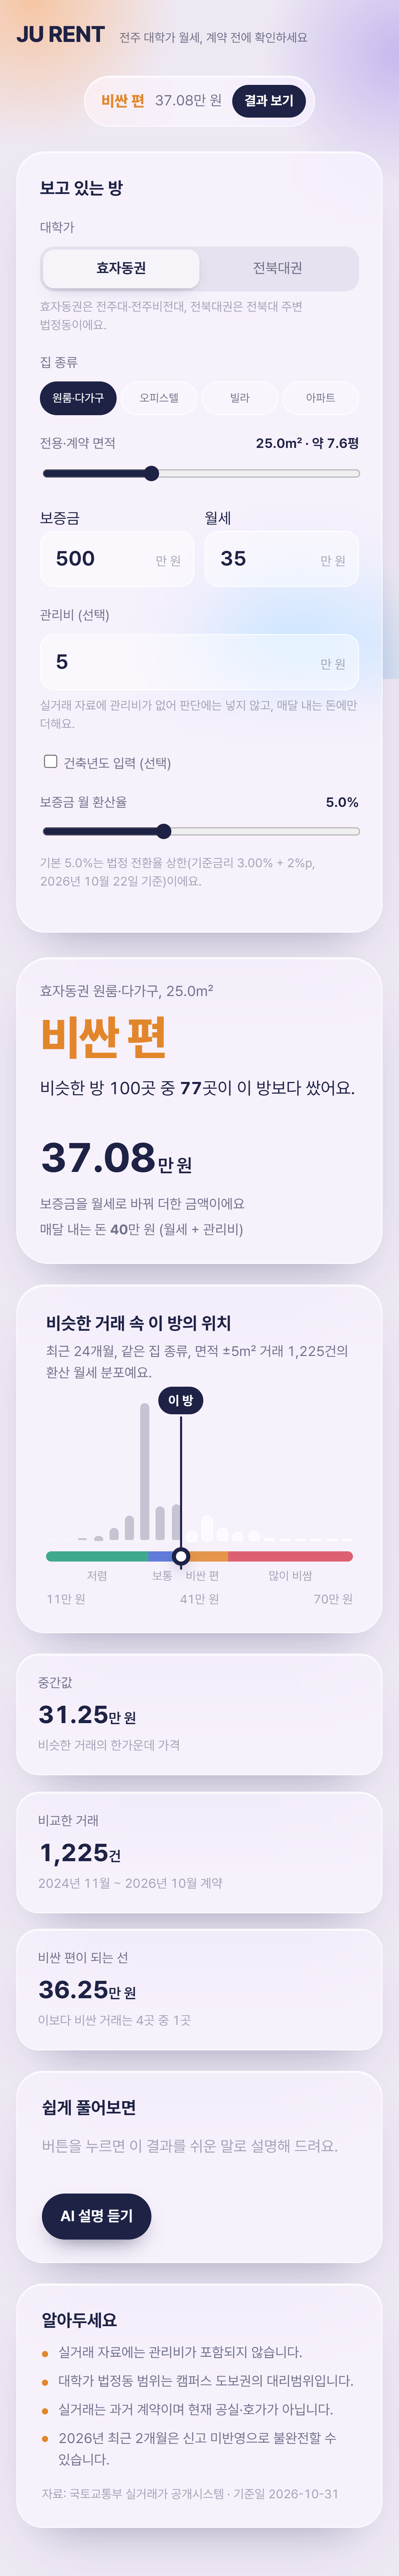 JU RENT 전주 대학가 월세, 계약 전에 확인하세요
비싼 편 37.08만 원 결과 보기
보고 있는 방
대학가
효자동권 전북대권
효자동권은 전주대·전주비전대, 전북대권은 전북대 주변
법정동이에요.
집 종류
원룸·다가구 오피스텔 빌라 아파트
전용·계약 면적 25.0m² · 약 7.6평
보증금 월세
500 만 원 35 만 원
관리비 (선택)
5 만 원
실거래 자료에 관리비가 없어 판단에는 넣지 않고, 매달 내는 돈에만
더해요.
건축년도 입력 (선택)
보증금 월 환산율 5.0%
기본 5.0%는 법정 전환율 상한(기준금리 3.00% + 2%p,
2026년 10월 22일 기준)이에요.
효자동권 원룸·다가구, 25.0m²
비싼 편
비슷한 방 100곳 중 77곳이 이 방보다 쌌어요.
37.08만 원
보증금을 월세로 바꿔 더한 금액이에요
매달 내는 돈 40만 원 (월세 + 관리비)
비슷한 거래 속 이 방의 위치
최근 24개월, 같은 집 종류, 면적 ±5m² 거래 1,225건의
환산 월세 분포예요.
이 방
저렴 보통 비싼 편 많이 비쌈
11만 원 41만 원 70만 원
중간값
31.25만 원
비슷한 거래의 한가운데 가격
비교한 거래
1,225건
2024년 11월 ~ 2026년 10월 계약
비싼 편이 되는 선
36.25만 원
이보다 비싼 거래는 4곳 중 1곳
쉽게 풀어보면
버튼을 누르면 이 결과를 쉬운 말로 설명해 드려요.
AI 설명 듣기
알아두세요
실거래 자료에는 관리비가 포함되지 않습니다.
대학가 법정동 범위는 캠퍼스 도보권의 대리범위입니다.
실거래는 과거 계약이며 현재 공실·호가가 아닙니다.
2026년 최근 2개월은 신고 미반영으로 불완전할 수
있습니다.
자료: 국토교통부 실거래가 공개시스템 · 기준일 2026-10-31